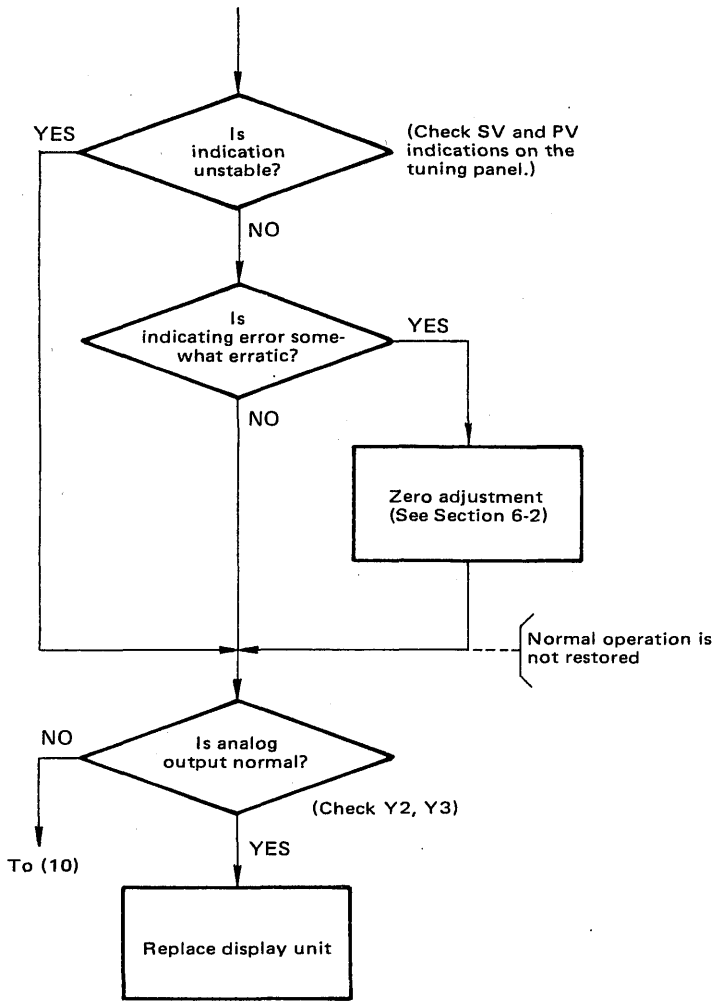 YES
Is
indication
unstable?
(Check SV and PV
indications on the
tuning panel.)
NO
Is
indicating error some-
what erratic?
YES
NO
Zero adjustment
(See Section 6-2)
Normal operation is
not restored
NO
Is analog
output normal?
(Check Y2, Y3)
To (10)
YES
Replace display unit